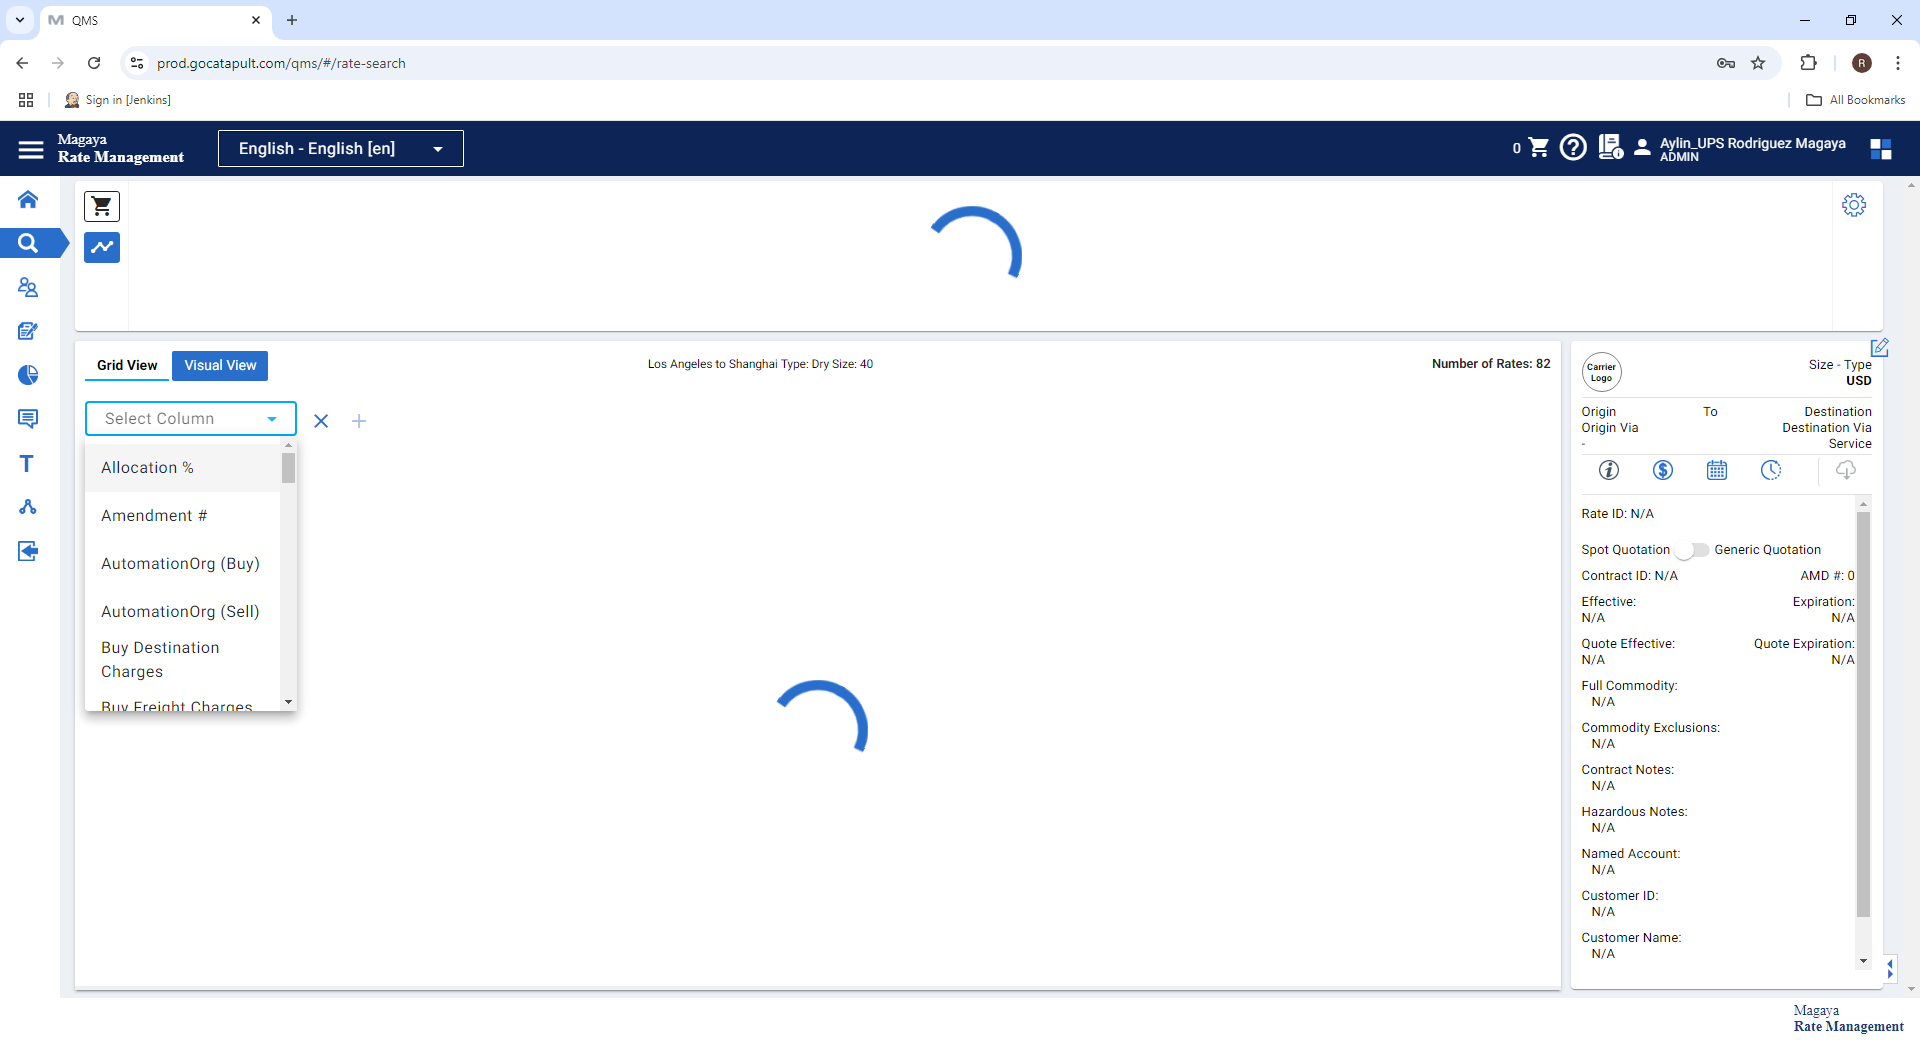 QMS
prod.gocatapult.com/qms/#/rate-search
R
Sign in [Jenkins]
All Bookmarks
Magaya
Rate Management
English - English [en]
0
Aylin_UPS Rodriguez Magaya
ADMIN
Grid View
Visual View
Los Angeles to Shanghai Type: Dry Size: 40
Number of Rates: 82
Select Column
Allocation %
Amendment #
AutomationOrg (Buy)
AutomationOrg (Sell)
Buy Destination
Charges
Buy Freight Charges
Carrier
Logo
Size - Type
USD
Origin To Destination
Origin Via Destination Via
- Service
Rate ID: N/A
Spot Quotation Generic Quotation
Contract ID: N/A AMD #: 0
Effective: Expiration:
N/A N/A
Quote Effective: Quote Expiration:
N/A N/A
Full Commodity:
N/A
Commodity Exclusions:
N/A
Contract Notes:
N/A
Hazardous Notes:
N/A
Named Account:
N/A
Customer ID:
N/A
Customer Name:
N/A
T
Magaya
Rate Management